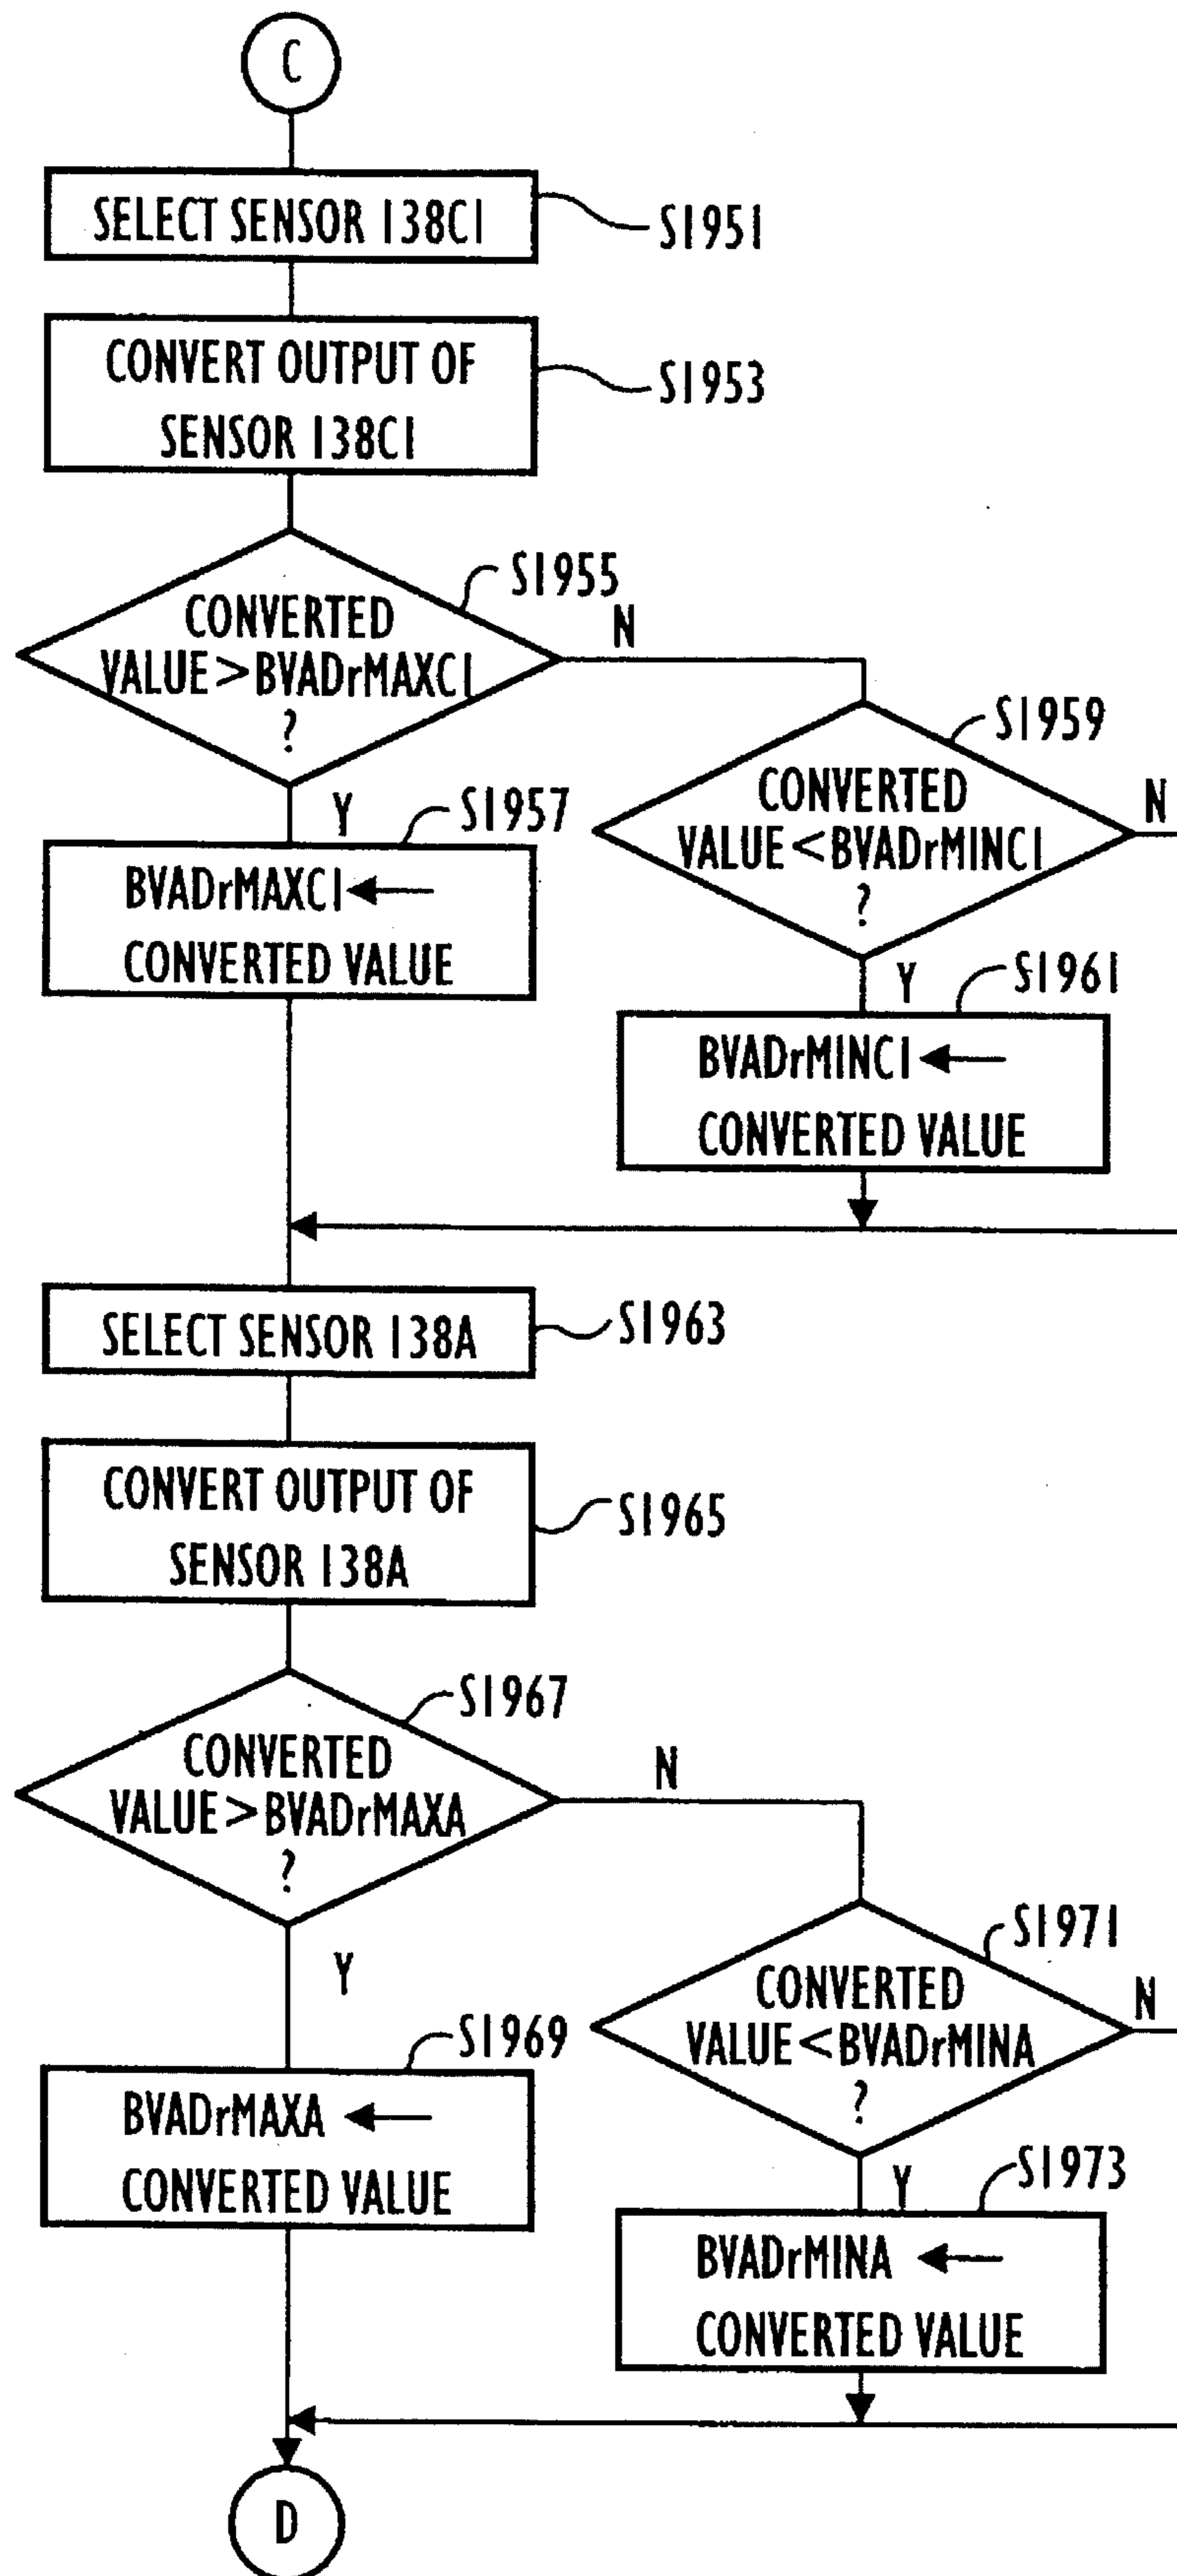 C
SELECT SENSOR 138C1
S1951
CONVERT OUTPUT OF
SENSOR 138C1
S1953
S1955
CONVERTED
VALUE>BVADrMAXC1
?
N
Y
S1957
BVADrMAXC1←
CONVERTED VALUE
S1959
CONVERTED
VALUE<BVADrMINC1
?
N
Y
S1961
BVADrMINC1←
CONVERTED VALUE
SELECT SENSOR 138A
S1963
CONVERT OUTPUT OF
SENSOR 138A
S1965
S1967
CONVERTED
VALUE>BVADrMAXA
?
N
Y
S1969
BVADrMAXA ←
CONVERTED VALUE
S1971
CONVERTED
VALUE<BVADrMINA
?
N
Y
S1973
BVADrMINA ←
CONVERTED VALUE
D